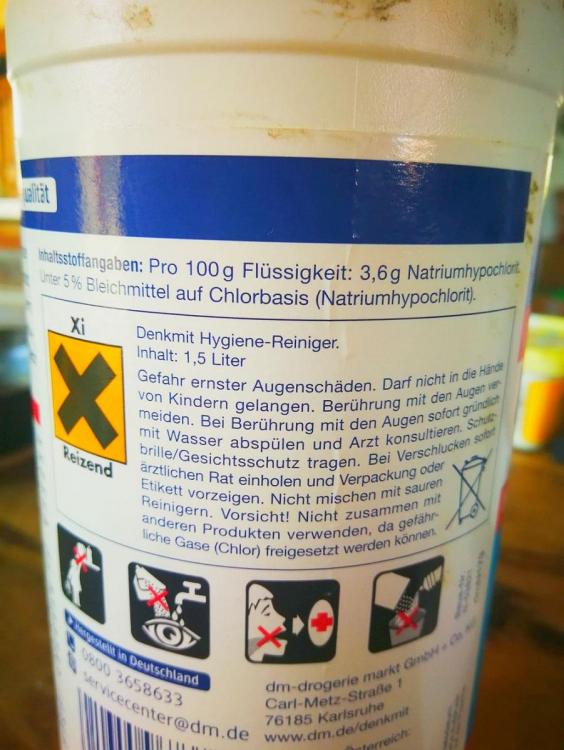 ualität
Inhaltsstoffangaben: Pro 100 g Flüssigkeit: 3,6 g Natriumhypochlorit.
Unter 5 % Bleichmittel auf Chlorbasis (Natriumhypochlorit).
Xi
Reizend
Denkmit Hygiene-Reiniger.
Inhalt: 1,5 Liter
Gefahr ernster Augenschäden. Darf nicht in die Hände
von Kindern gelangen. Berührung mit den Augen ver-
meiden. Bei Berührung mit den Augen sofort gründlich
mit Wasser abspülen und Arzt konsultieren. Schutz-
brille/Gesichtsschutz tragen. Bei Verschlucken sofort
ärztlichen Rat einholen und Verpackung oder
Etikett vorzeigen. Nicht mischen mit sauren
Reinigern. Vorsicht! Nicht zusammen mit
anderen Produkten verwenden, da gefähr-
liche Gase (Chlor) freigesetzt werden können.
Hergestellt in Deutschland
0800 3658633
servicecenter@dm.de
dm-drogerie markt GmbH + Co. KG
Carl-Metz-Straße 1
76185 Karlsruhe
www.dm.de/denkmit
Österreich: